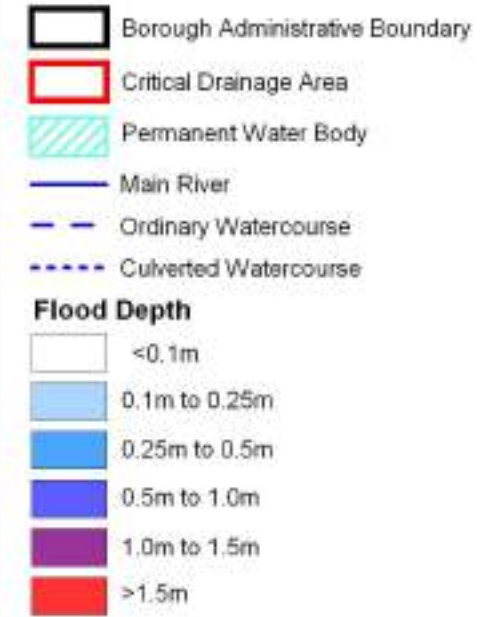 Borough Administrative Boundary
Critical Drainage Area
Permanent Water Body
Main River
Ordinary Watercourse
Culverted Watercourse
Flood Depth
<0.1m
0.1m to 0.25m
0.25m to 0.5m
0.5m to 1.0m
1.0m to 1.5m
>1.5m